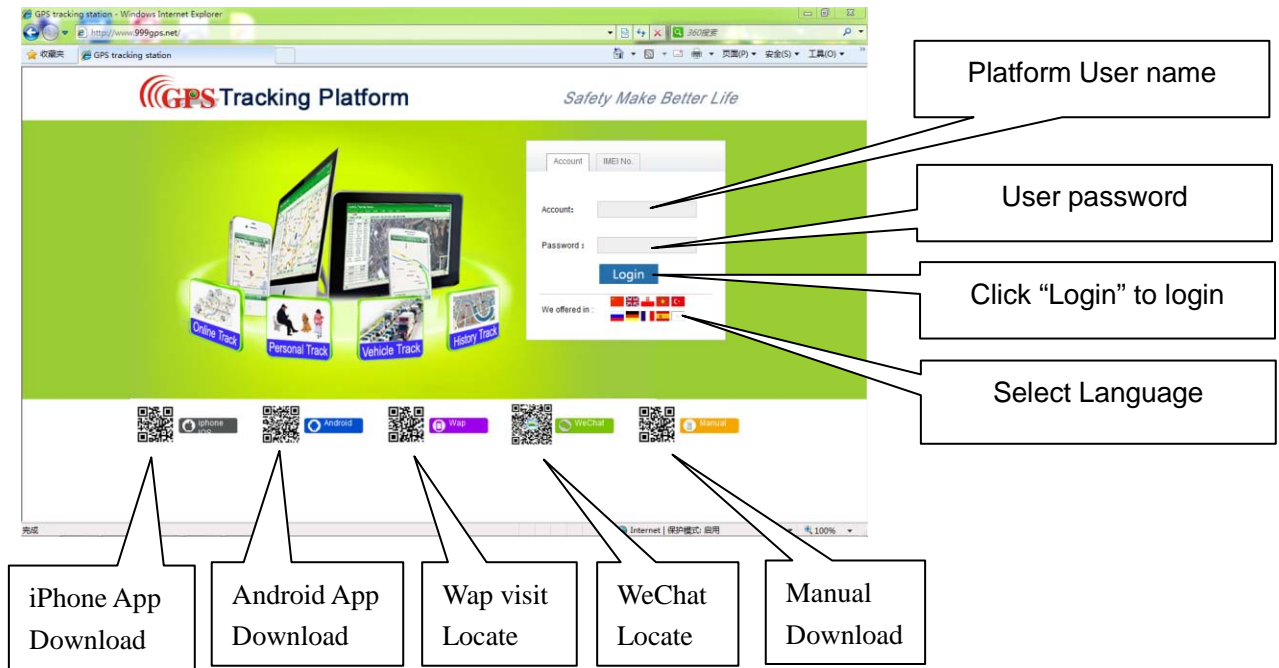 GPS tracking station - Windows Internet Explorer
http://www.999gps.net/
360搜索
收藏夹
GPS tracking station
页面(P)
安全(S)
工具(O)
GPS Tracking Platform
Safety Make Better Life
Account
IMEI No.
Account:
Password :
Login
We offered in :
Online Track
Personal Track
Vehicle Track
History Track
iphone
IOS
Android
Wap
WeChat
Manual
完成
Internet | 保护模式: 启用
100%
Platform User name
User password
Click “Login” to login
Select Language
iPhone App
Download
Android App
Download
Wap visit
Locate
WeChat
Locate
Manual
Download